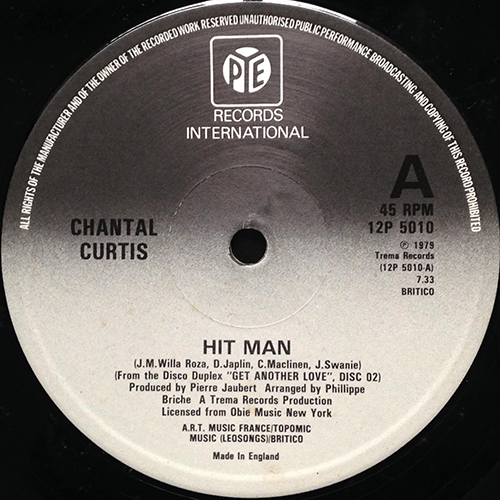 ALL RIGHTS OF THE MANUFACTURER AND OF THE OWNER OF THE RECORDED WORK RESERVED UNAUTHORISED PUBLIC PERFORMANCE BROADCASTING AND COPYING OF THIS RECORD PROHIBITED
PYE
RECORDS
INTERNATIONAL
A
45 RPM
12P 5010
℗ 1979
Trema Records
(12P 5010-A)
7.33
BRITICO
CHANTAL
CURTIS
HIT MAN
(J.M.Willa Roza, D.Japlin, C.Maclinen, J.Swanie)
(From the Disco Duplex "GET ANOTHER LOVE", DISC 02)
Produced by Pierre Jaubert Arranged by Phillippe
Briche A Trema Records Production
Licensed from Obie Music New York
A.R.T. MUSIC FRANCE/TOPOMIC
MUSIC (LEOSONGS)/BRITICO
Made in England